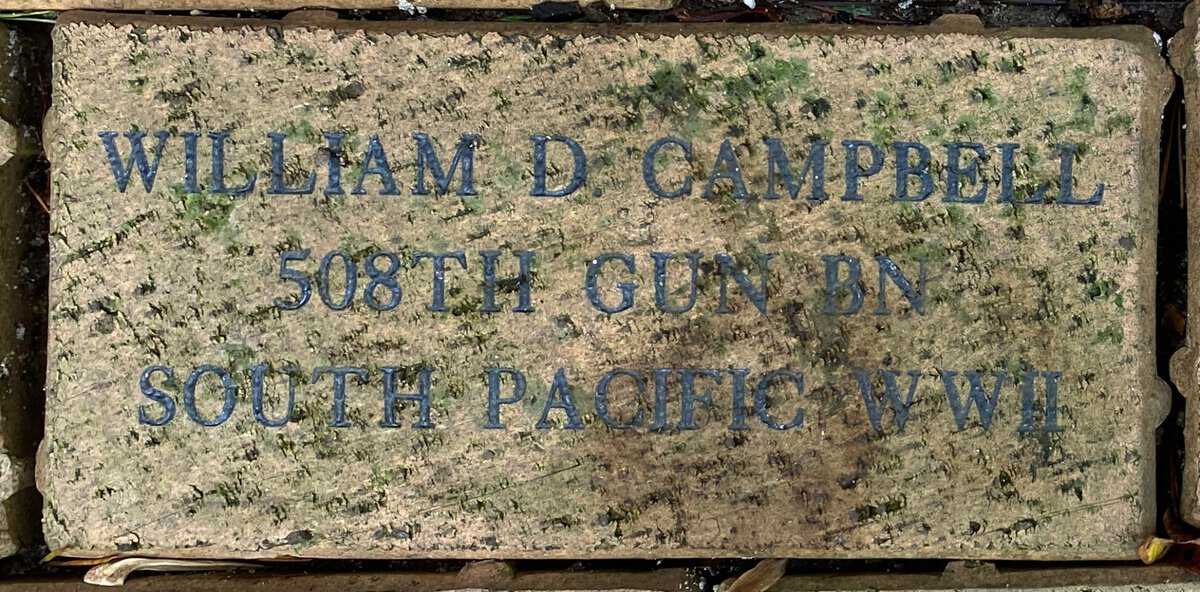 WILLIAM D. CAMPBELL
508TH GUN BN
SOUTH PACIFIC WWII